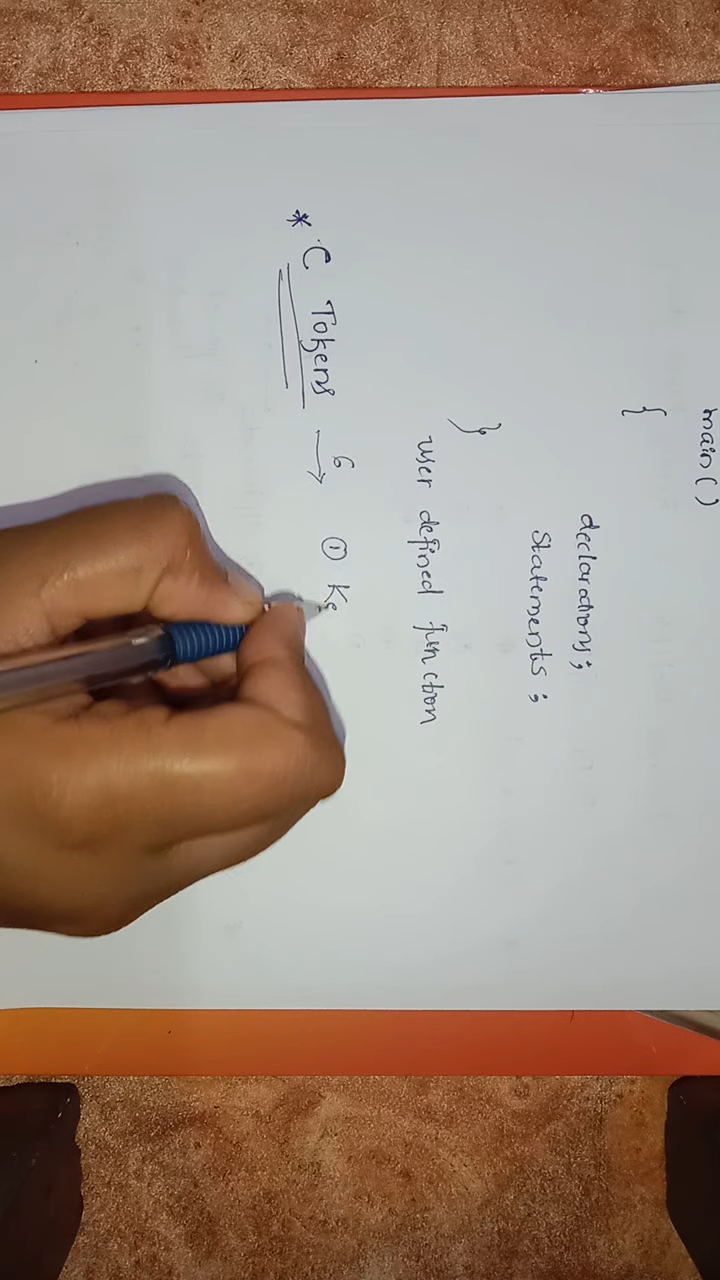 main()
{
declarations;
Statements;
}
user defined function
* C Tokens 6 → ① Ke